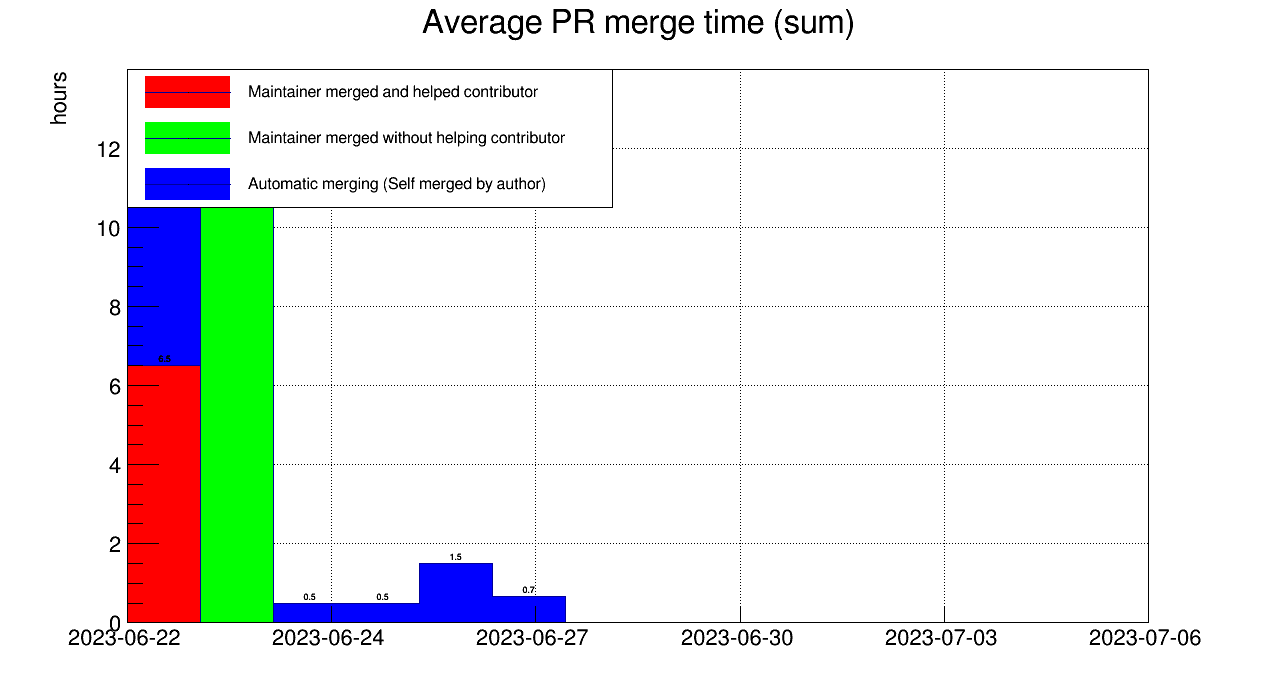 Average PR merge time (sum)
hours
Maintainer merged and helped contributor
Maintainer merged without helping contributor
Automatic merging (Self merged by author)
12
10
8
6.5
6
4
2
1.5
0.7
0.5 0.5
0
2023-06-22 2023-06-24 2023-06-27 2023-06-30 2023-07-03 2023-07-06